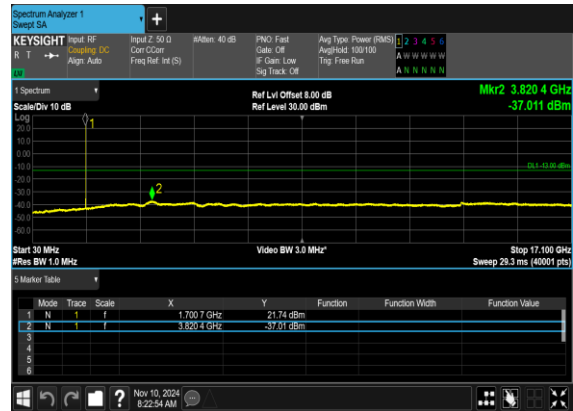 Spectrum Analyzer 1
Swept SA
+
KEYSIGHT Input: RF Input Z: 50 Ω #Atten: 40 dB PNO: Fast Avg Type: Power (RMS) 1 2 3 4 5 6
R T Coupling: DC Corr CCorr Gate: Off Avg|Hold: 100/100 A W W W W W
Align: Auto Freq Ref: Int (S) IF Gain: Low Trig: Free Run
Sig Track: Off A N N N N N
1 Spectrum Ref Lvl Offset 8.00 dB Mkr2 3.820 4 GHz
Scale/Div 10 dB Ref Level 30.00 dBm -37.011 dBm
Log
20.0
10.0
0.00
-10.0
-20.0
-30.0
-40.0
-50.0
-60.0
1
2
DL1 -13.00 dBm
Start 30 MHz Video BW 3.0 MHz* Stop 17.100 GHz
#Res BW 1.0 MHz Sweep 29.3 ms (40001 pts)
5 Marker Table
Mode Trace Scale X Y Function Function Width Function Value
1 N 1 f 1.700 7 GHz 21.74 dBm
2 N 1 f 3.820 4 GHz -37.01 dBm
3
4
5
6
? Nov 10, 2024
8:22:54 AM